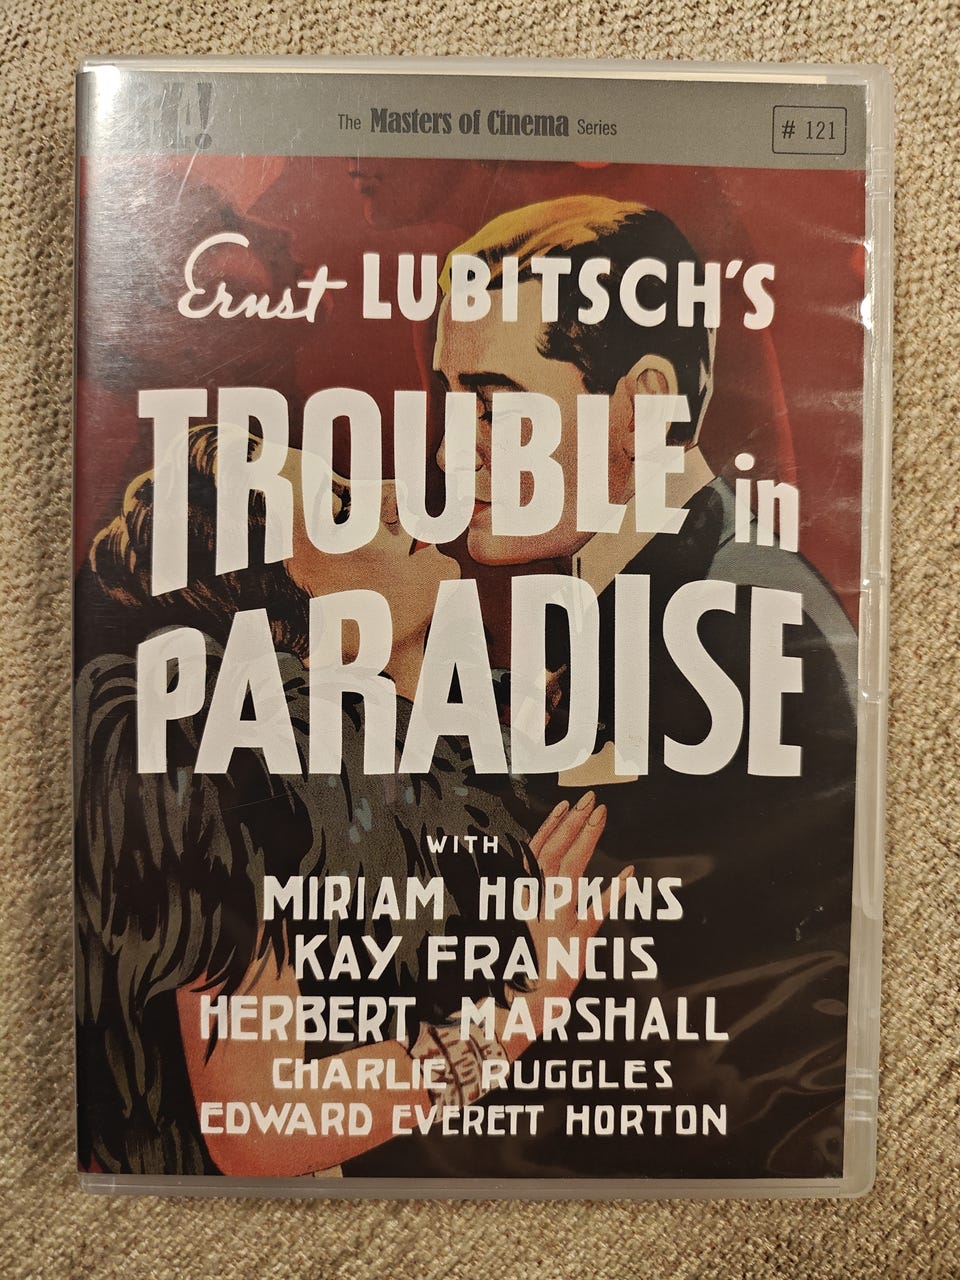 The Masters of Cinema Series
# 121
Ernst LUBITSCH'S
TROUBLE in
PARADISE
WITH
MIRIAM HOPKINS
KAY FRANCIS
HERBERT MARSHALL
CHARLIE RUGGLES
EDWARD EVERETT HORTON